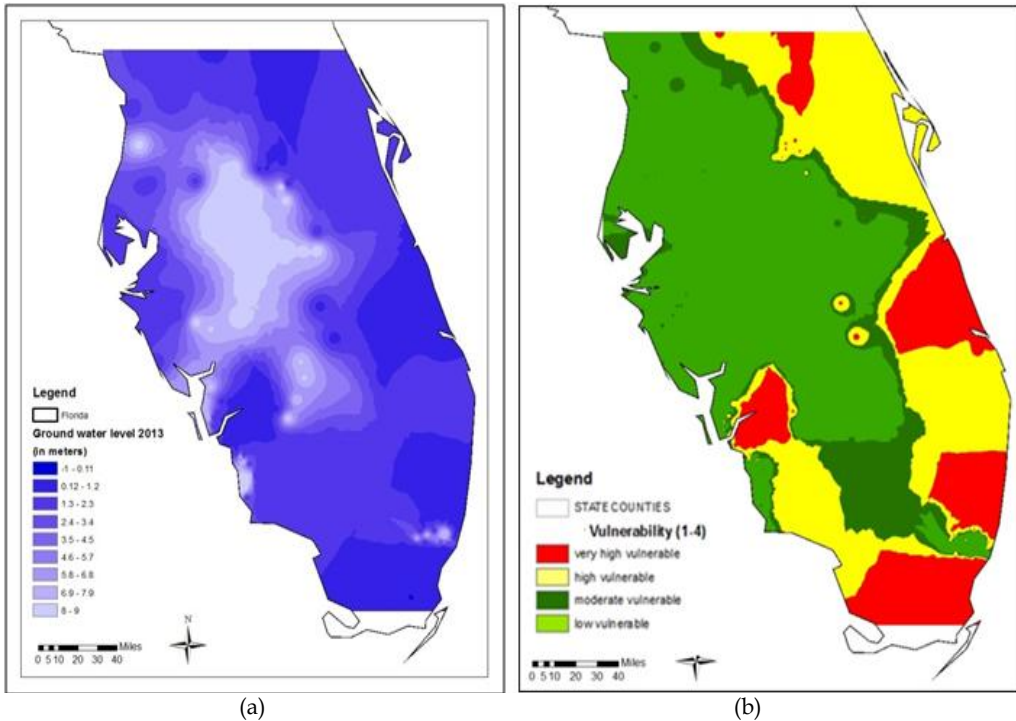 Legend
Florida
Ground water level 2013
(in meters)
-1 - 0.11
0.12 - 1.2
1.3 - 2.3
2.4 - 3.4
3.5 - 4.5
4.6 - 5.7
5.8 - 6.8
6.9 - 7.9
8 - 9
N
Miles
0 5 10 20 30 40
(a)
Legend
STATE COUNTIES
Vulnerability (1-4)
very high vulnerable
high vulnerable
moderate vulnerable
low vulnerable
Miles
0 5 10 20 30 40
(b)